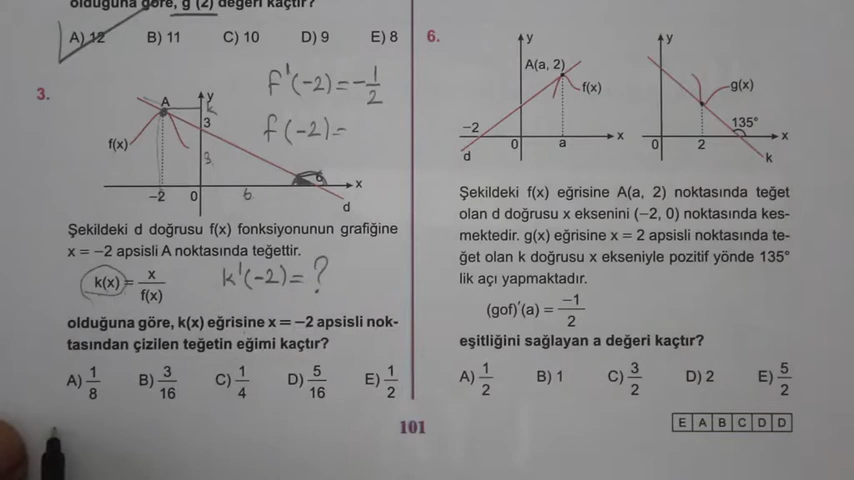 olduğuna göre, g'(2) değeri kaçtır?
A) 12 B) 11 C) 10 D) 9 E) 8
3.
A
y
k
3
f(x)
3
-2 0 6 6 x
d
f'(-2) = -1/2
f(-2) =
Şekildeki d doğrusu f(x) fonksiyonunun grafiğine
x = -2 apsisli A noktasında teğettir.
k(x) = x/f(x) k'(-2) = ?
olduğuna göre, k(x) eğrisine x = -2 apsisli nok-
tasından çizilen teğetin eğimi kaçtır?
A) 1/8 B) 3/16 C) 1/4 D) 5/16 E) 1/2
6.
y
A(a, 2)
f(x)
-2 0 a x
d
y
g(x)
135°
0 2 x
k
Şekildeki f(x) eğrisine A(a, 2) noktasında teğet
olan d doğrusu x eksenini (-2, 0) noktasında kes-
mektedir. g(x) eğrisine x = 2 apsisli noktasında te-
ğet olan k doğrusu x ekseniyle pozitif yönde 135°
lik açı yapmaktadır.
(gof)'(a) = -1/2
eşitliğini sağlayan a değeri kaçtır?
A) 1/2 B) 1 C) 3/2 D) 2 E) 5/2
101
E A B C D D